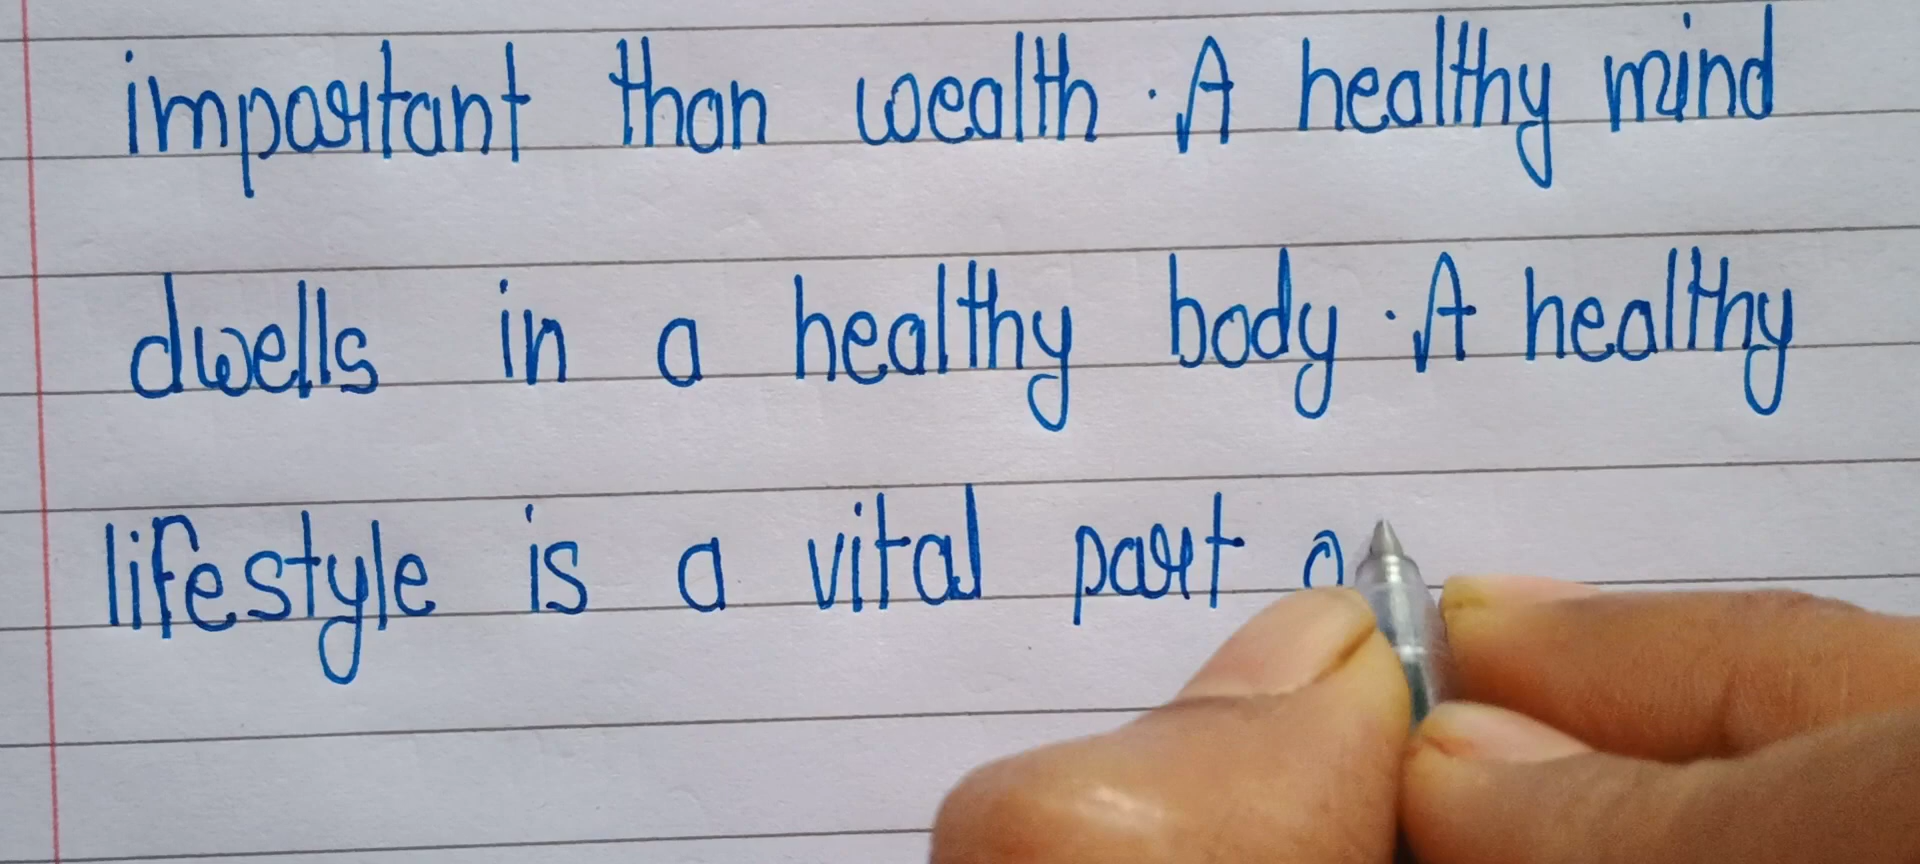 important than wealth. A healthy mind
dwells in a healthy body. A healthy
lifestyle is a vital part o